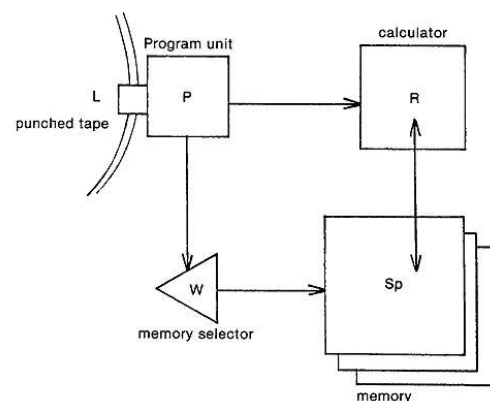 Program unit
calculator
L
P
R
punched tape
W
Sp
memory selector
memory